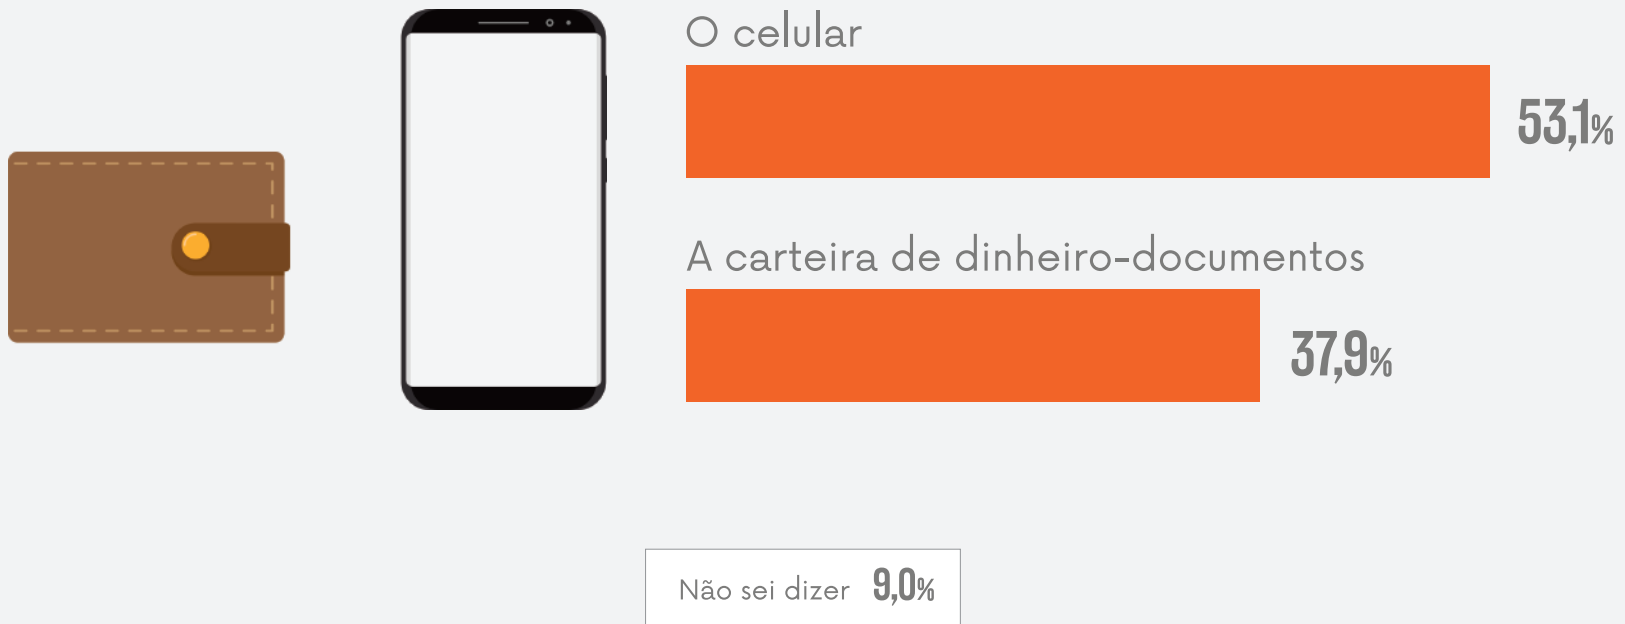 O celular
53,1%
A carteira de dinheiro-documentos
37,9%
Não sei dizer 9,0%